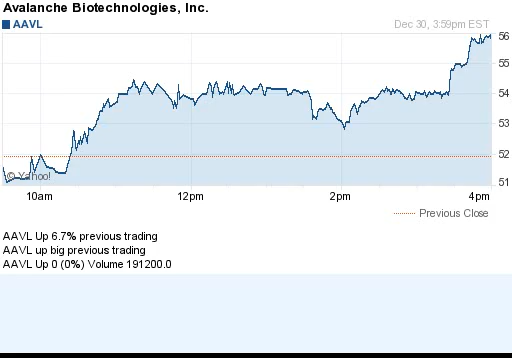 Avalanche Biotechnologies, Inc.
AAVL
Dec 30, 3:59pm EST
56
55
54
53
52
51
© Yahoo!
10am 12pm 2pm 4pm
Previous Close
AAVL Up 6.7% previous trading
AAVL up big previous trading
AAVL Up 0 (0%) Volume 191200.0